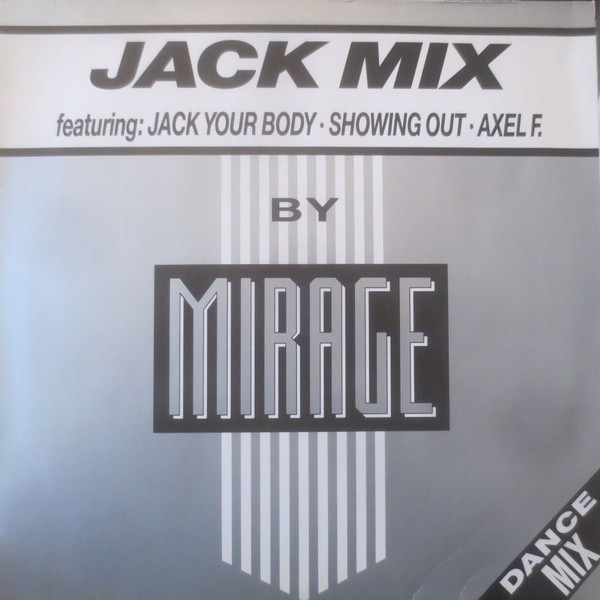 JACK MIX
featuring: JACK YOUR BODY · SHOWING OUT · AXEL F.
BY
MIRAGE
DANCE
MIX